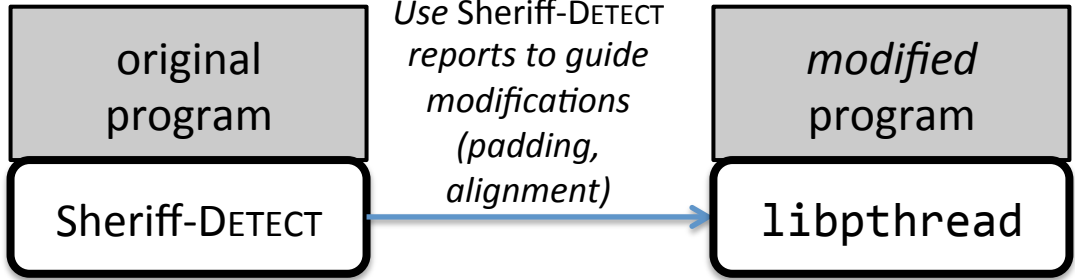 original
program
Sheriff-DETECT
Use Sheriff-DETECT
reports to guide
modifications
(padding,
alignment)
modified
program
libpthread